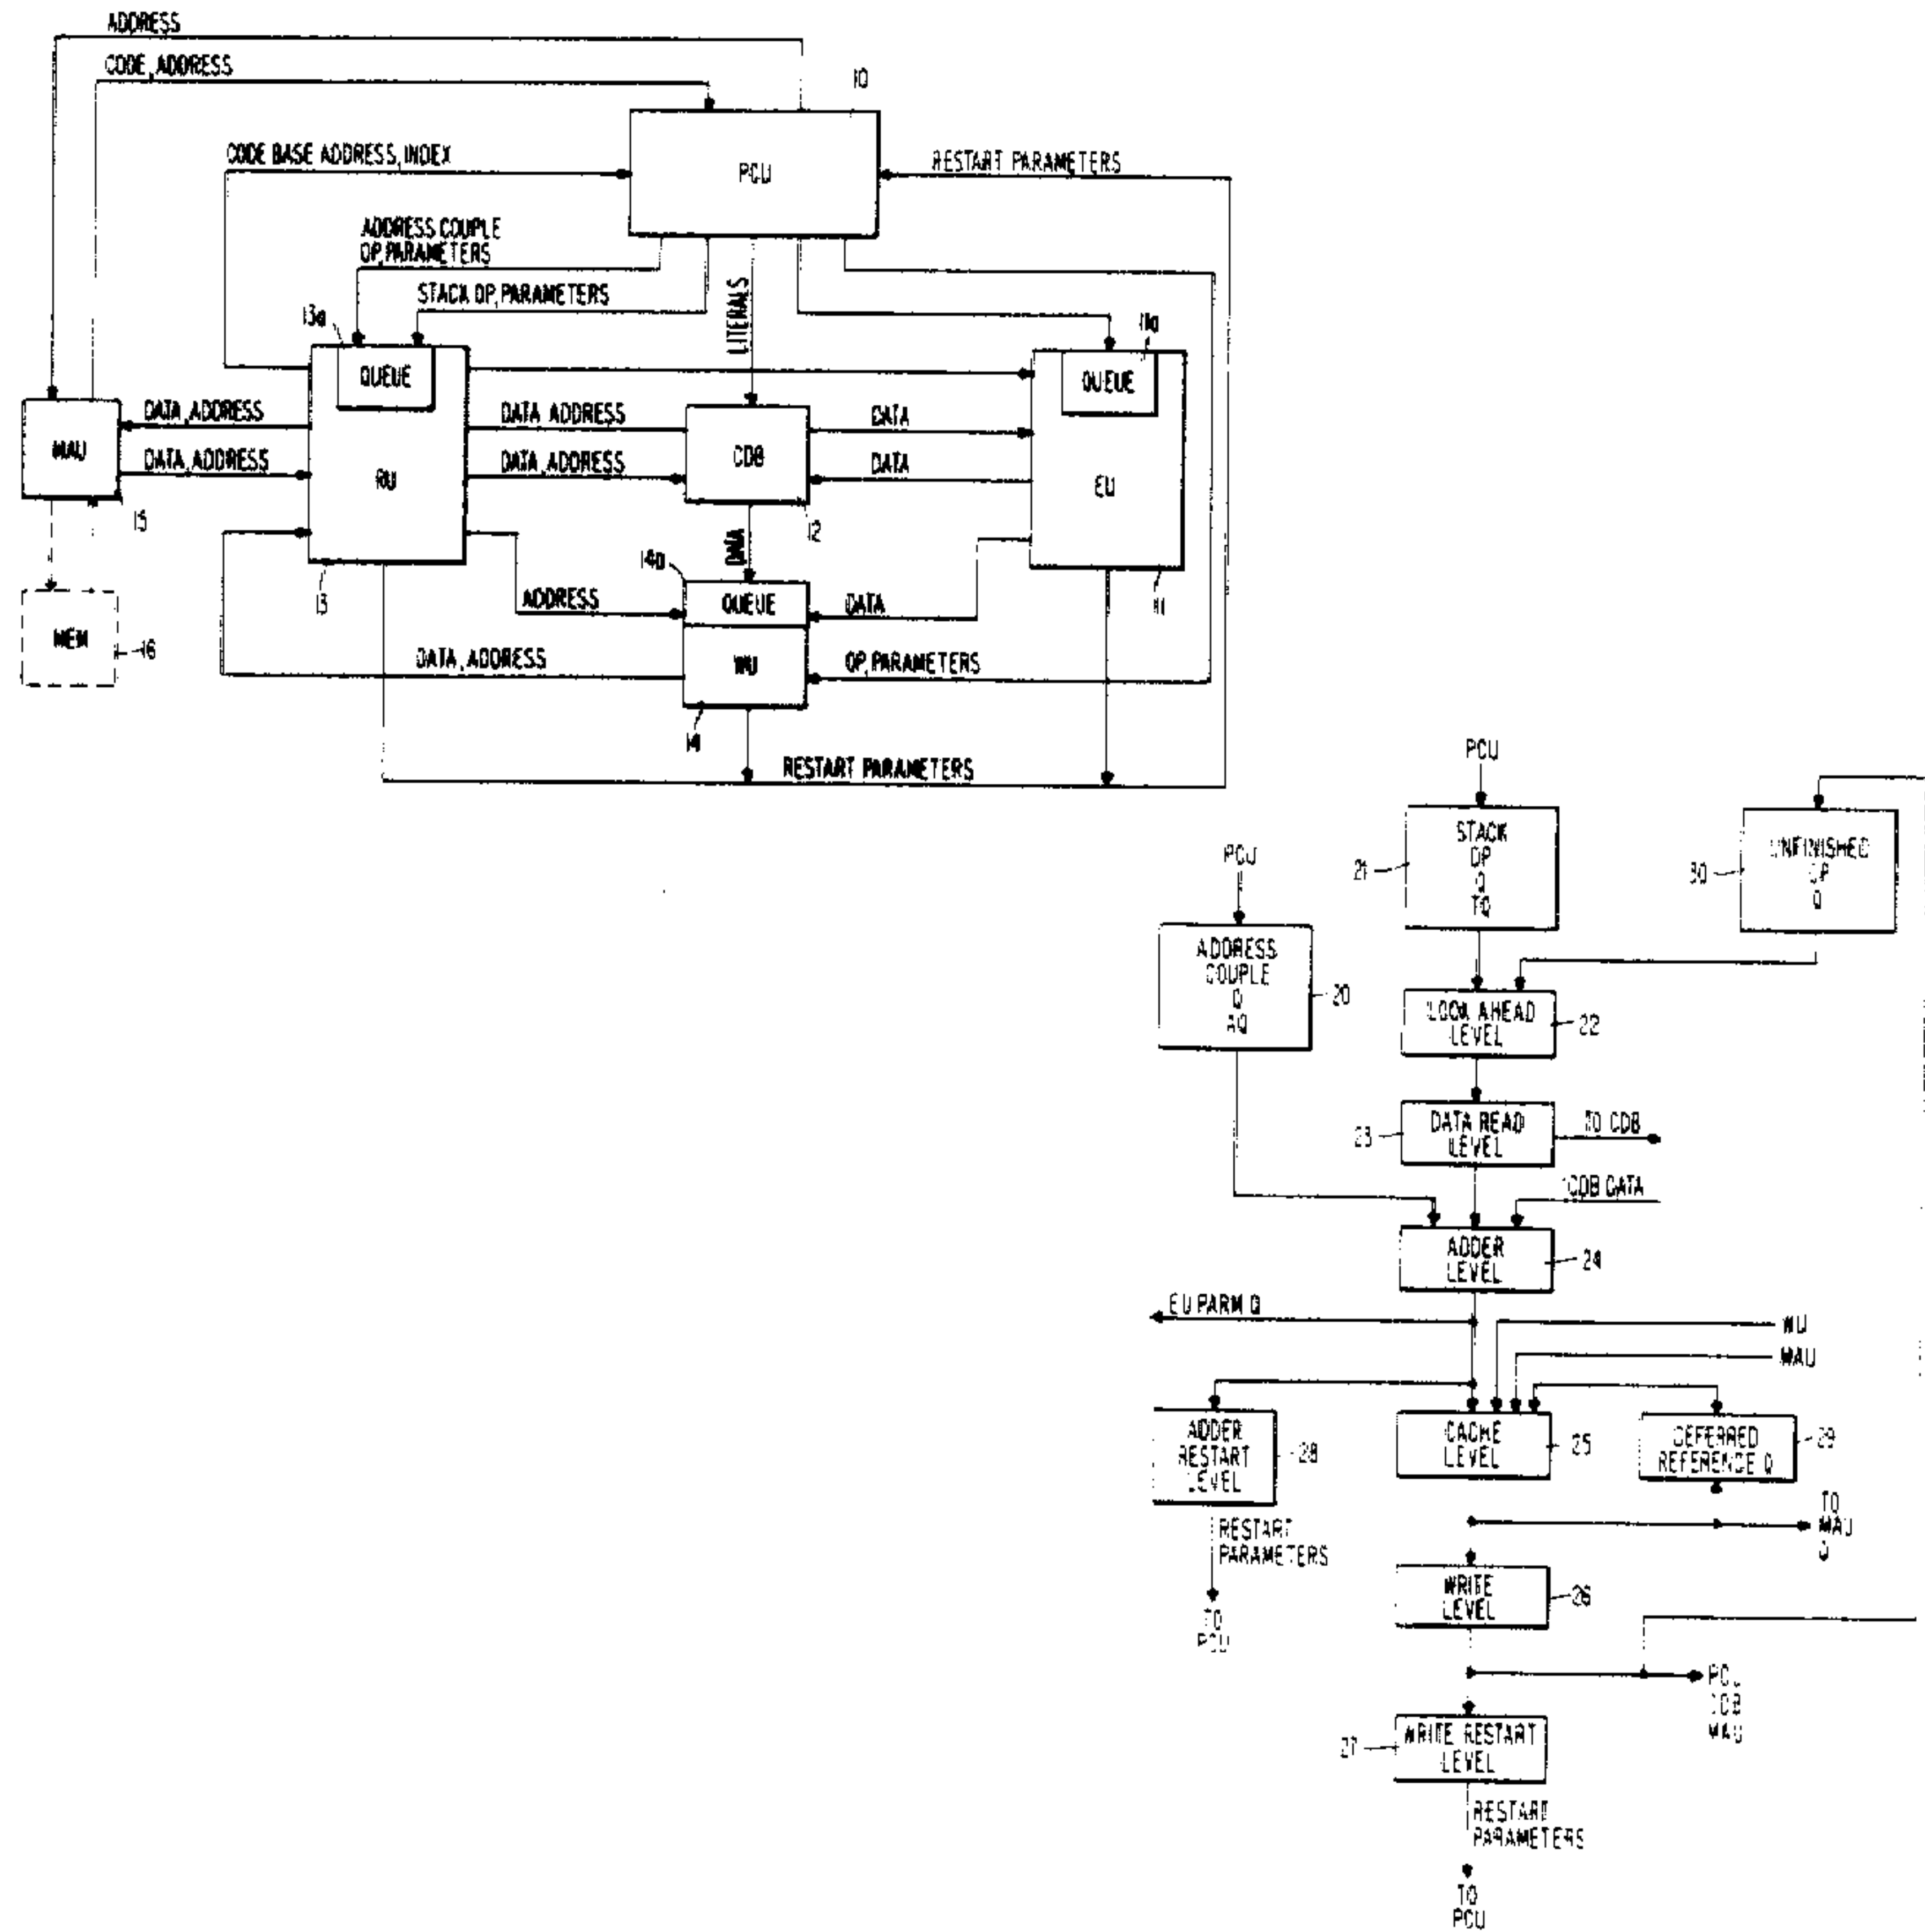 ADDRESS
CODE, ADDRESS
10
CODE BASE ADDRESS, INDEX
PCU
RESTART PARAMETERS
ADDRESS COUPLE
OP, PARAMETERS
STACK OP, PARAMETERS
LITERALS
13a
11a
QUEUE
QUEUE
DATA, ADDRESS
DATA, ADDRESS
DATA
MAU
CDB
DATA, ADDRESS
DATA, ADDRESS
DATA
RU
EU
15
12
DATA
14a
13
ADDRESS
QUEUE
DATA
11
MEM
16
DATA, ADDRESS
WU
OP, PARAMETERS
14
RESTART PARAMETERS
PCU
STACK
OP
Q
TQ
21
UNFINISHED
OP
Q
30
PCU
ADDRESS
COUPLE
Q
AQ
20
LOOK AHEAD
LEVEL
22
DATA READ
LEVEL
23
TO CDB
CDB DATA
ADDER
LEVEL
24
EU PARM Q
WU
MAU
ADDER
RESTART
LEVEL
28
CACHE
LEVEL
25
DEFERRED
REFERENCE Q
29
RESTART
PARAMETERS
TO
MAU
Q
TO
PCU
WRITE
LEVEL
26
PCU
CDB
MAU
27
WRITE RESTART
LEVEL
RESTART
PARAMETERS
TO
PCU